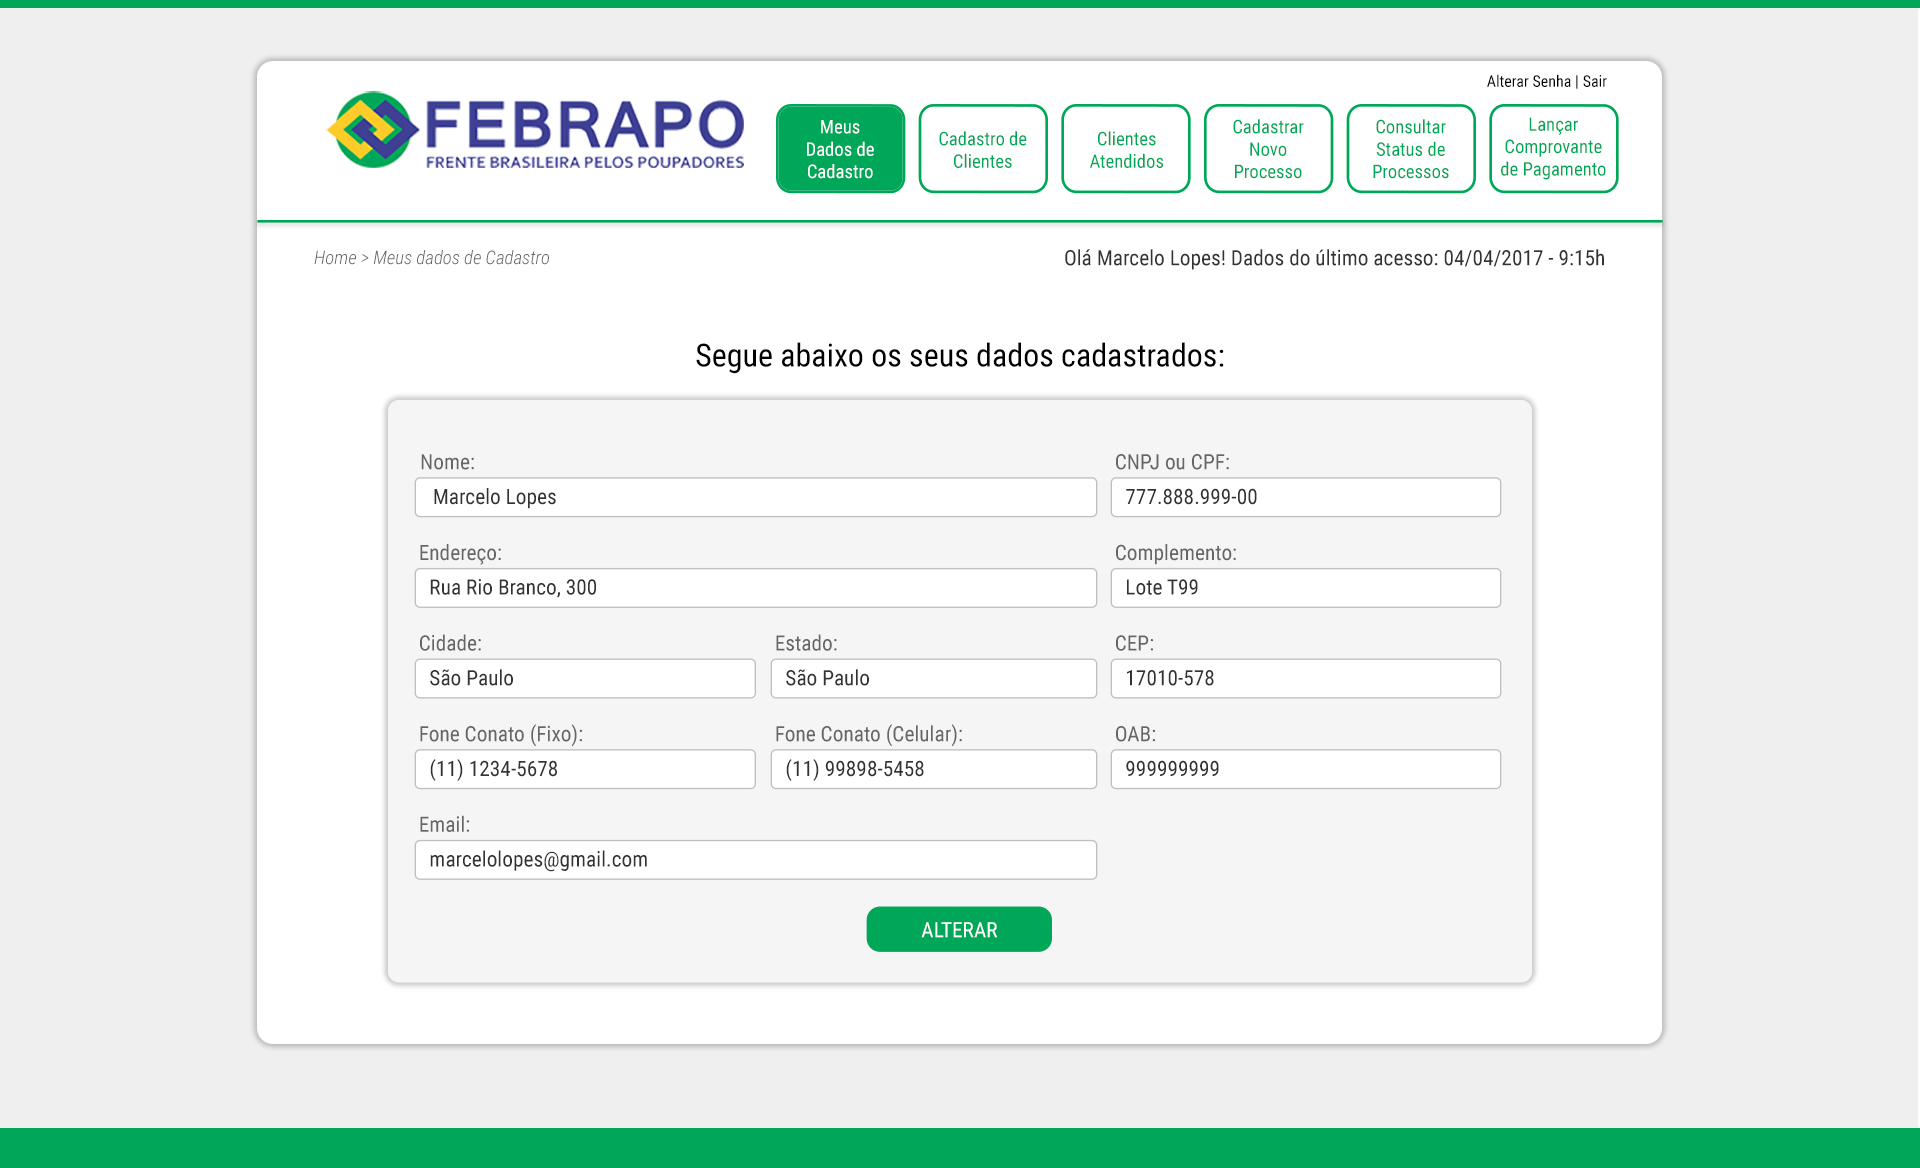 Alterar Senha | Sair
FEBRAPO
FRENTE BRASILEIRA PELOS POUPADORES
Meus
Dados de
Cadastro
Cadastro de
Clientes
Clientes
Atendidos
Cadastrar
Novo
Processo
Consultar
Status de
Processos
Lançar
Comprovante
de Pagamento
Home > Meus dados de Cadastro
Olá Marcelo Lopes! Dados do último acesso: 04/04/2017 - 9:15h
Segue abaixo os seus dados cadastrados:
Nome:
Marcelo Lopes
CNPJ ou CPF:
777.888.999-00
Endereço:
Rua Rio Branco, 300
Complemento:
Lote T99
Cidade:
São Paulo
Estado:
São Paulo
CEP:
17010-578
Fone Conato (Fixo):
(11) 1234-5678
Fone Conato (Celular):
(11) 99898-5458
OAB:
999999999
Email:
marcelolopes@gmail.com
ALTERAR